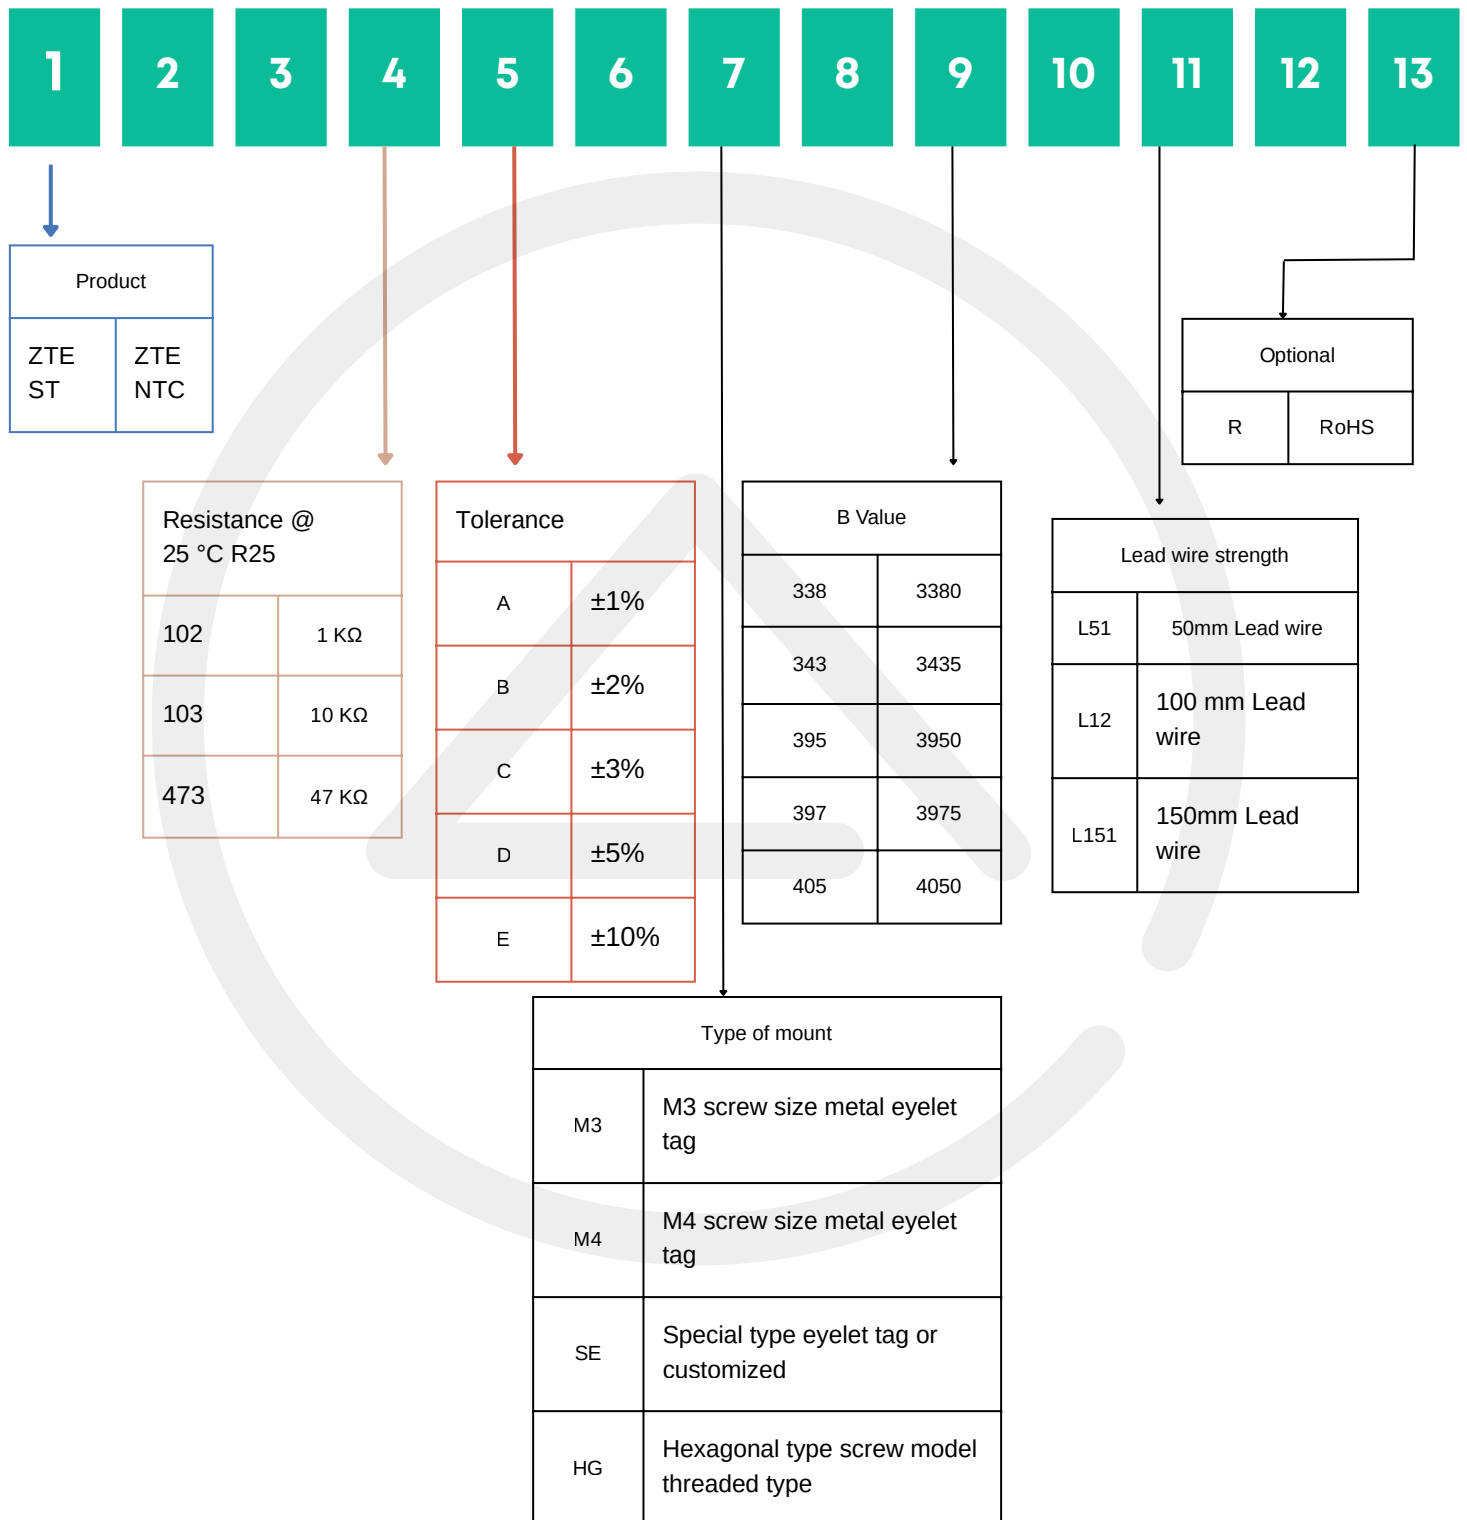 1 2 3 4 5 6 7 8 9 10 11 12 13
Product
ZTE
ST
ZTE
NTC
Optional
R RoHS
Resistance @
25 °C R25
102 1 KΩ
103 10 KΩ
473 47 KΩ
Tolerance
A ±1%
B ±2%
C ±3%
D ±5%
E ±10%
B Value
338 3380
343 3435
395 3950
397 3975
405 4050
Lead wire strength
L51 50mm Lead wire
L12 100 mm Lead
wire
L151 150mm Lead
wire
Type of mount
M3 M3 screw size metal eyelet
tag
M4 M4 screw size metal eyelet
tag
SE Special type eyelet tag or
customized
HG Hexagonal type screw model
threaded type